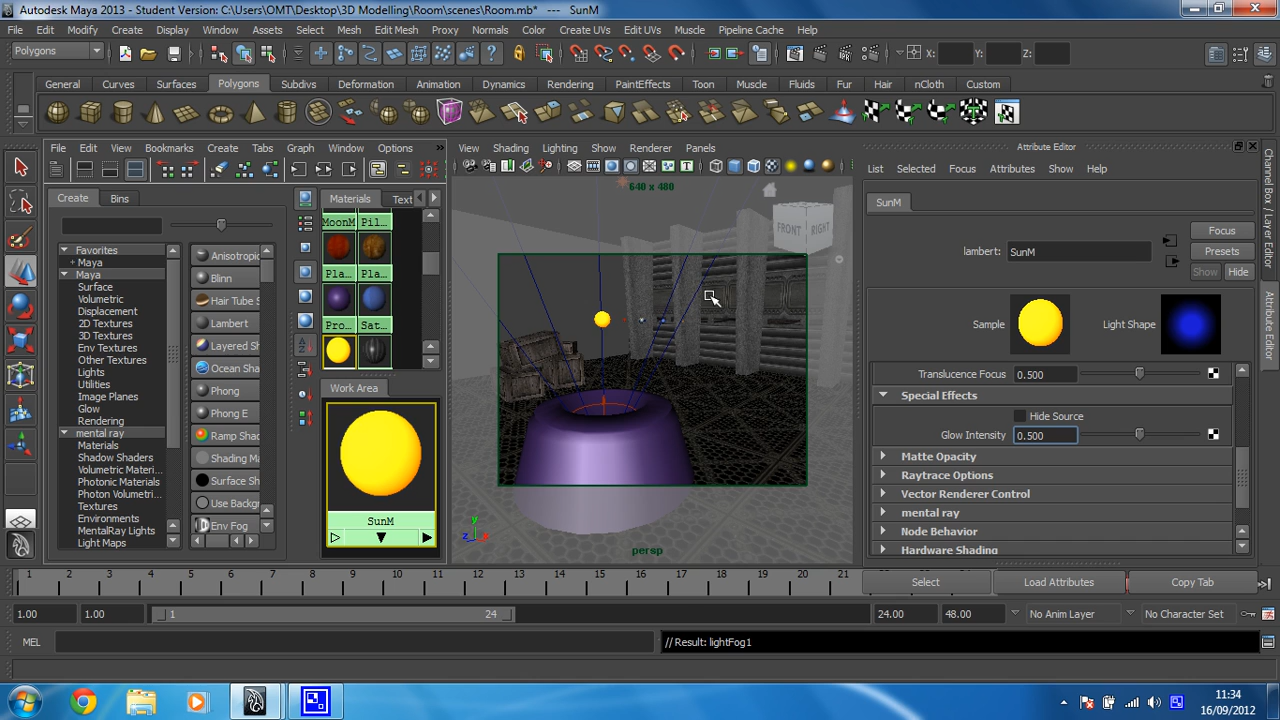 Autodesk Maya 2013 - Student Version: C:\Users\OMT\Desktop\3D Modelling\Room\scenes\Room.mb*   ---   SunM
File Edit Modify Create Display Window Assets Select Mesh Edit Mesh Proxy Normals Color Create UVs Edit UVs Muscle Pipeline Cache Help
Polygons X: Y: Z:
General Curves Surfaces Polygons Subdivs Deformation Animation Dynamics Rendering PaintEffects Toon Muscle Fluids Fur Hair nCloth Custom
File Edit View Bookmarks Create Tabs Graph Window Options
View Shading Lighting Show Renderer Panels
Attribute Editor
List Selected Focus Attributes Show Help
Create Bins
Materials Text
640 x 480
SunM
FRONT RIGHT
Focus
lambert: SunM
Presets
Show Hide
Sample
Light Shape
Translucence Focus 0.500
Special Effects
Hide Source
Glow Intensity 0.500
Matte Opacity
Raytrace Options
Vector Renderer Control
mental ray
Node Behavior
Hardware Shading
Select Load Attributes Copy Tab
Channel Box / Layer Editor
Attribute Editor
Favorites
+ Maya
Maya
Surface
Volumetric
Displacement
2D Textures
3D Textures
Env Textures
Other Textures
Lights
Utilities
Image Planes
Glow
Rendering
mental ray
Materials
Shadow Shaders
Volumetric Materi...
Photonic Materials
Photon Volumetri...
Textures
Environments
MentalRay Lights
Light Maps
Anisotropic
Blinn
Hair Tube S
Lambert
Layered Sh
Ocean Sha
Phong
Phong E
Ramp Shad
Shading Ma
Surface Sh
Use Backgr
Env Fog
MoonM Pil...
Pla... Pla...
Pro... Sat...
Work Area
SunM
persp
y
z x
1 2 3 4 5 6 7 8 9 10 11 12 13 14 15 16 17 18 19 20 21
1.00 1.00 1 24 24.00 48.00 No Anim Layer No Character Set
MEL // Result: lightFog1
11:34
16/09/2012